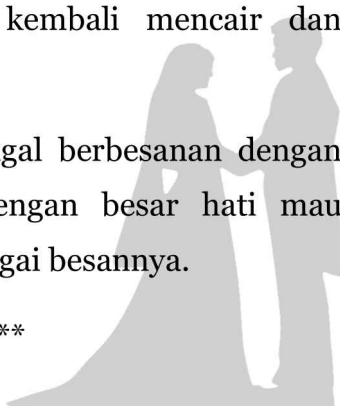 kembali mencair dan
gal berbesanan dengan
engan besar hati mau
gai besannya.
**